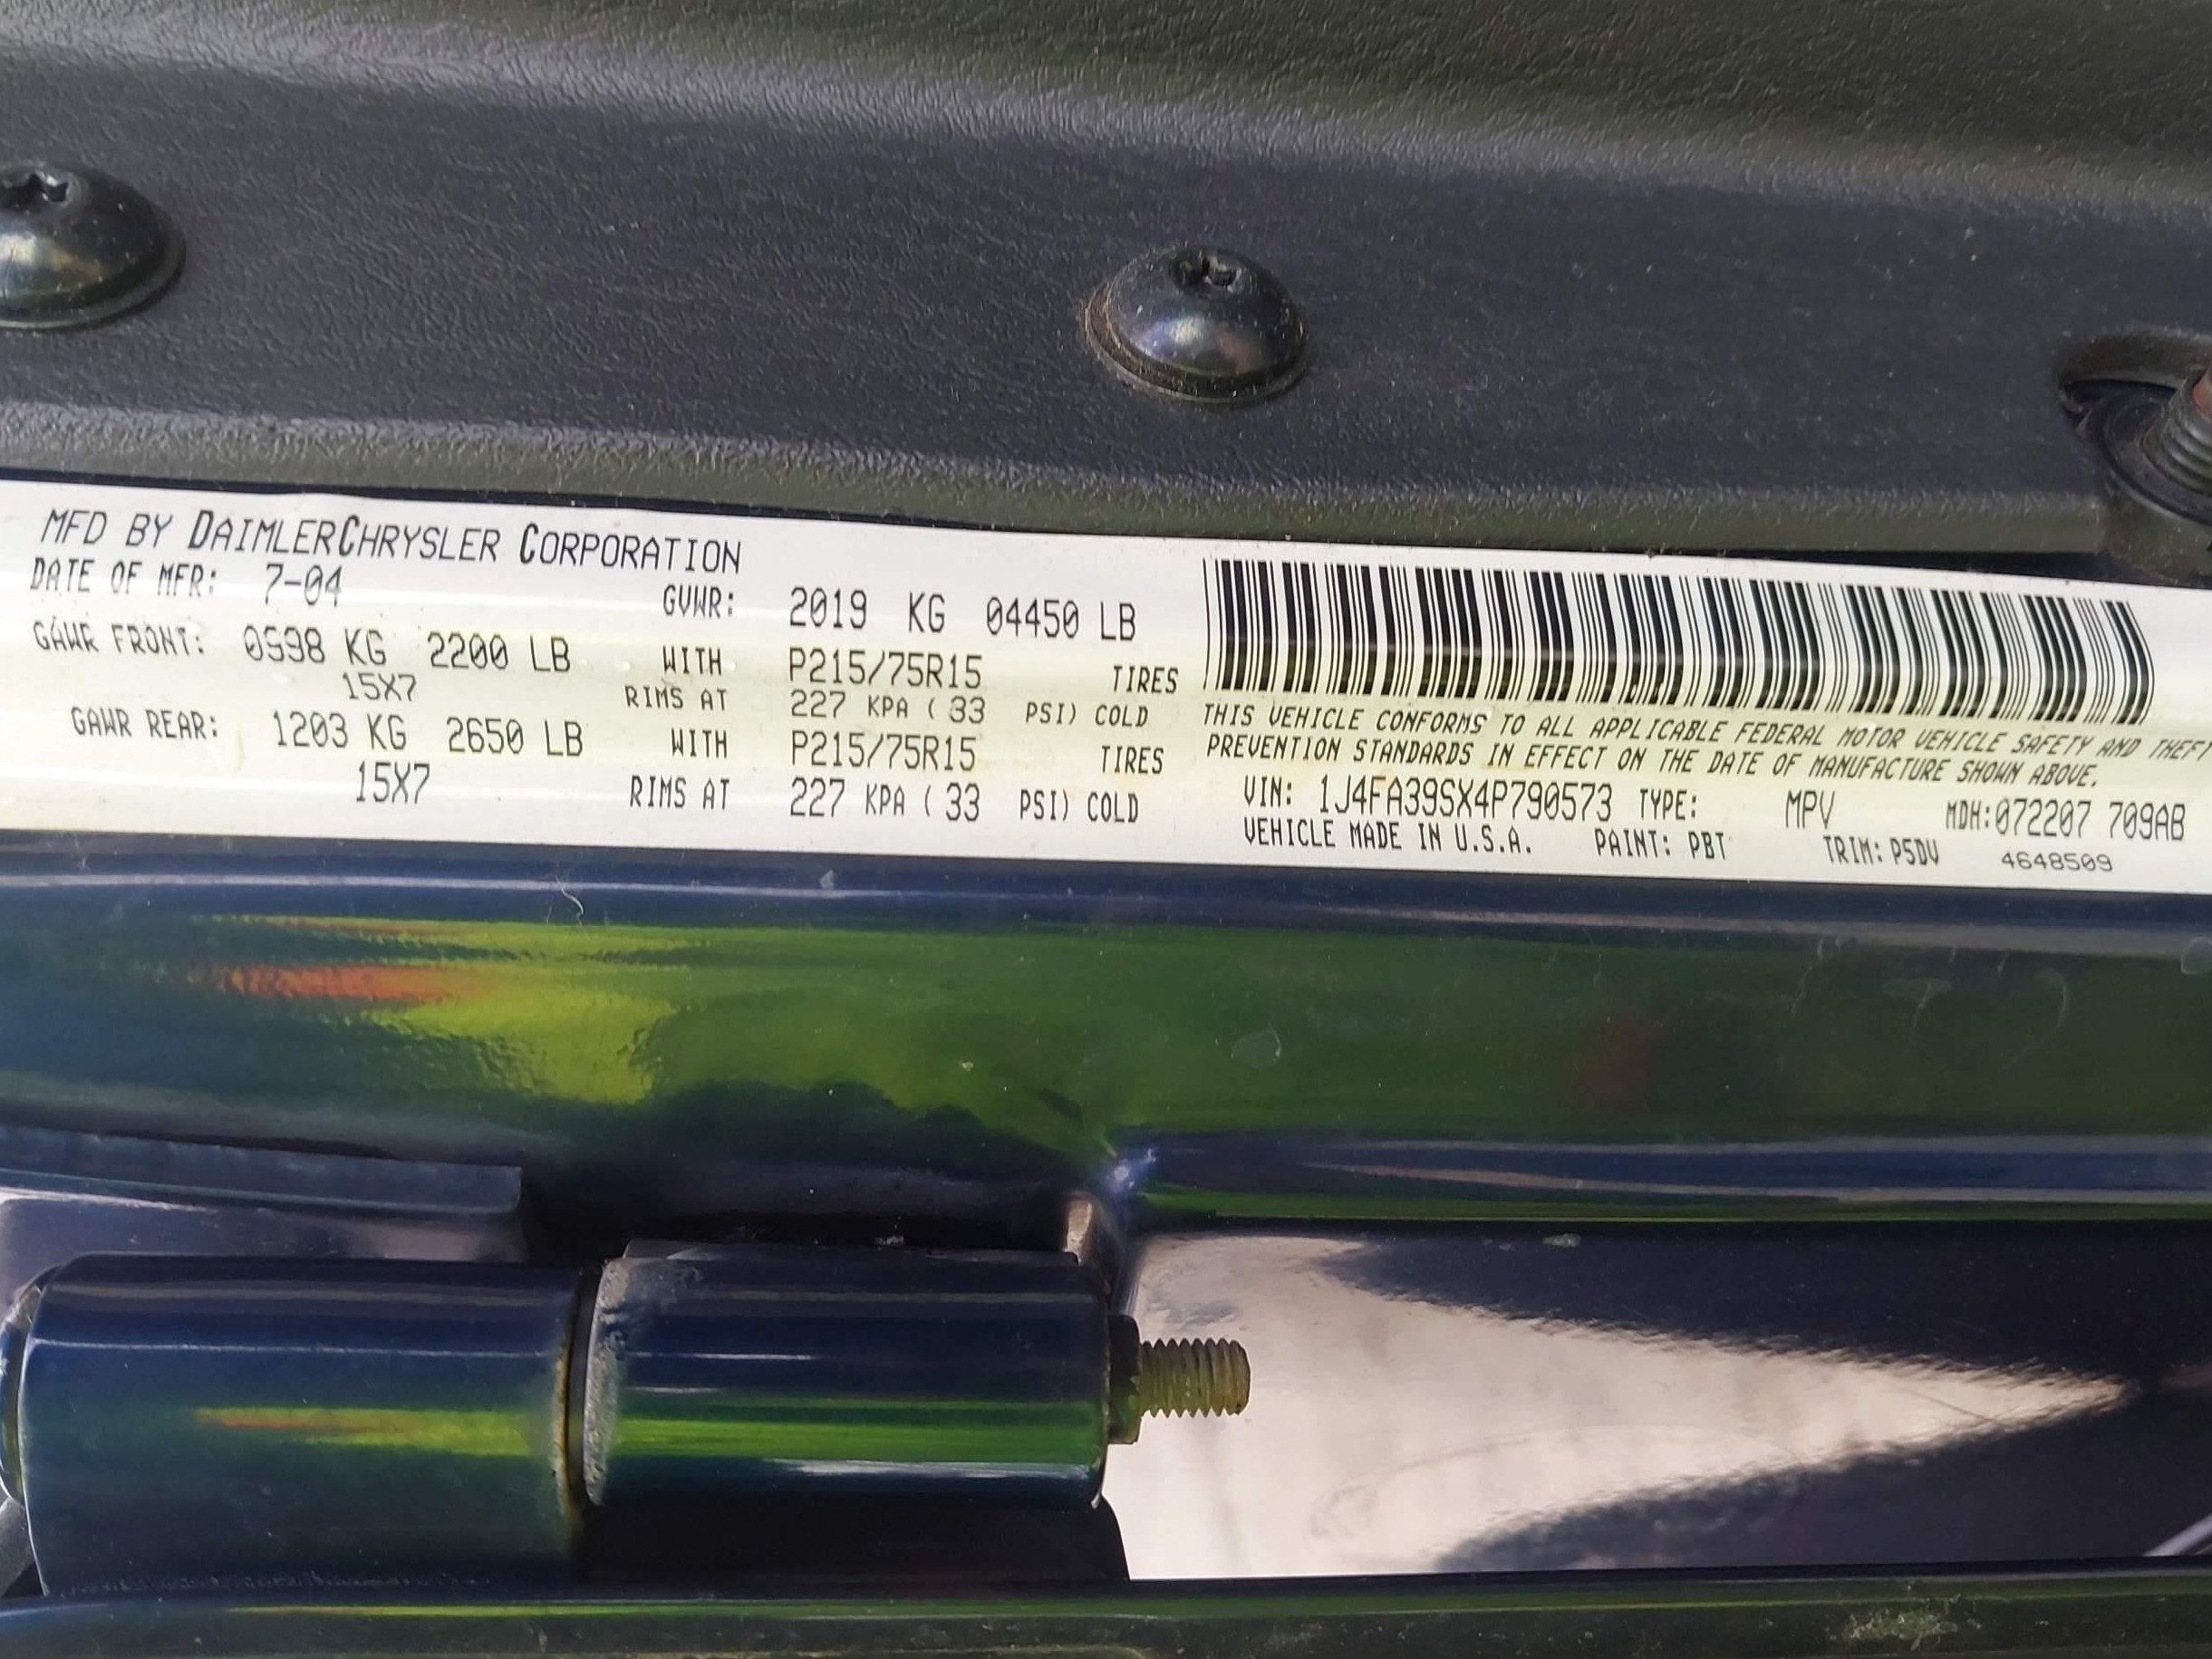 MFD BY DAIMLERCHRYSLER CORPORATION
DATE OF MFR: 7-04 GVWR: 2019 KG 04450 LB
GAWR FRONT: 0998 KG 2200 LB WITH P215/75R15 TIRES
15X7 RIMS AT 227 KPA ( 33 PSI) COLD
GAWR REAR: 1203 KG 2650 LB WITH P215/75R15 TIRES
15X7 RIMS AT 227 KPA ( 33 PSI) COLD
THIS VEHICLE CONFORMS TO ALL APPLICABLE FEDERAL MOTOR VEHICLE SAFETY AND THEFT
PREVENTION STANDARDS IN EFFECT ON THE DATE OF MANUFACTURE SHOWN ABOVE.
VIN: 1J4FA39SX4P790573 TYPE: MPV MDH:072207 709AB
VEHICLE MADE IN U.S.A. PAINT: PBT TRIM: P5DV 4648509